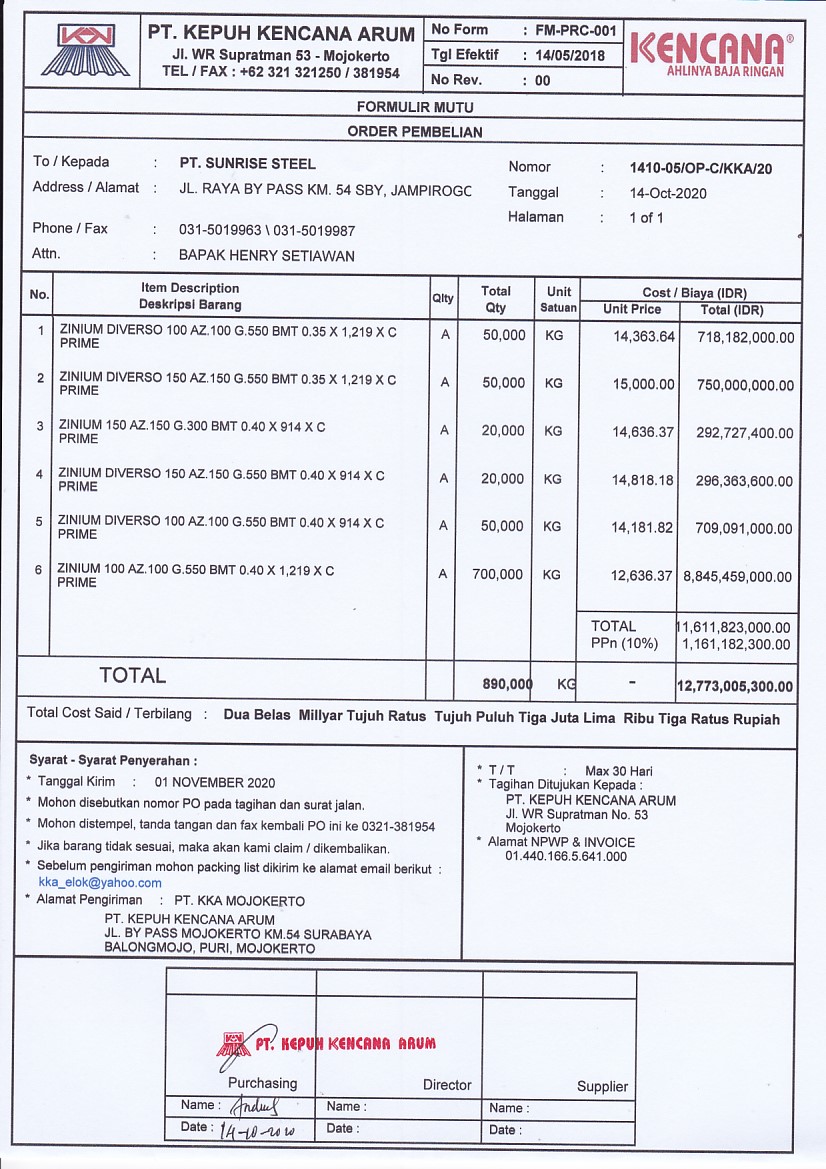 PT. KEPUH KENCANA ARUM
Jl. WR Supratman 53 - Mojokerto
TEL / FAX : +62 321 321250 / 381954
No Form : FM-PRC-001
Tgl Efektif : 14/05/2018
No Rev. : 00
KENCANA®
AHLINYA BAJA RINGAN
FORMULIR MUTU
ORDER PEMBELIAN
To / Kepada : PT. SUNRISE STEEL
Address / Alamat : JL. RAYA BY PASS KM. 54 SBY, JAMPIROGC
Phone / Fax : 031-5019963 \ 031-5019987
Attn. : BAPAK HENRY SETIAWAN
Nomor : 1410-05/OP-C/KKA/20
Tanggal : 14-Oct-2020
Halaman : 1 of 1
No. Item Description Qlty Total Unit Cost / Biaya (IDR)
Deskripsi Barang Qty Satuan Unit Price Total (IDR)
1 ZINIUM DIVERSO 100 AZ.100 G.550 BMT 0.35 X 1,219 X C A 50,000 KG 14,363.64 718,182,000.00
PRIME
2 ZINIUM DIVERSO 150 AZ.150 G.550 BMT 0.35 X 1,219 X C A 50,000 KG 15,000.00 750,000,000.00
PRIME
3 ZINIUM 150 AZ.150 G.300 BMT 0.40 X 914 X C A 20,000 KG 14,636.37 292,727,400.00
PRIME
4 ZINIUM DIVERSO 150 AZ.150 G.550 BMT 0.40 X 914 X C A 20,000 KG 14,818.18 296,363,600.00
PRIME
5 ZINIUM DIVERSO 100 AZ.100 G.550 BMT 0.40 X 914 X C A 50,000 KG 14,181.82 709,091,000.00
PRIME
6 ZINIUM 100 AZ.100 G.550 BMT 0.40 X 1,219 X C A 700,000 KG 12,636.37 8,845,459,000.00
PRIME
TOTAL 11,611,823,000.00
PPn (10%) 1,161,182,300.00
TOTAL 890,000 KG - 12,773,005,300.00
Total Cost Said / Terbilang : Dua Belas Millyar Tujuh Ratus Tujuh Puluh Tiga Juta Lima Ribu Tiga Ratus Rupiah
Syarat - Syarat Penyerahan :
* Tanggal Kirim : 01 NOVEMBER 2020
* Mohon disebutkan nomor PO pada tagihan dan surat jalan.
* Mohon distempel, tanda tangan dan fax kembali PO ini ke 0321-381954
* Jika barang tidak sesuai, maka akan kami claim / dikembalikan.
* Sebelum pengiriman mohon packing list dikirim ke alamat email berikut :
kka_elok@yahoo.com
* Alamat Pengiriman : PT. KKA MOJOKERTO
PT. KEPUH KENCANA ARUM
JL. BY PASS MOJOKERTO KM.54 SURABAYA
BALONGMOJO, PURI, MOJOKERTO
* T / T : Max 30 Hari
* Tagihan Ditujukan Kepada :
PT. KEPUH KENCANA ARUM
Jl. WR Supratman No. 53
Mojokerto
* Alamat NPWP & INVOICE
01.440.166.5.641.000
PT. KEPUH KENCANA ARUM
Purchasing Director Supplier
Name : Name : Name :
Date : 14-10-2020 Date : Date :